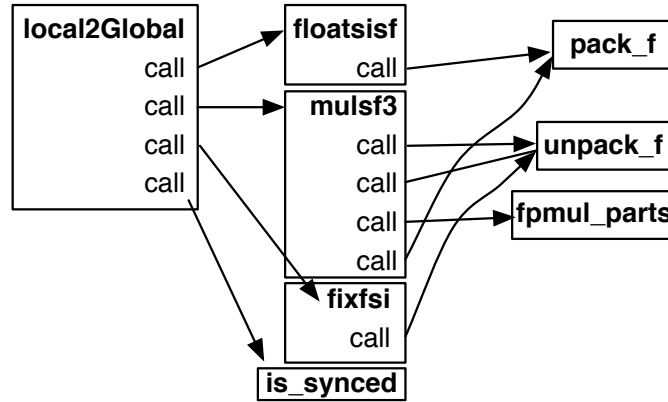 local2Global
call
call
call
call
floatsisf
call
mulsf3
call
call
call
call
fixfsi
call
is_synced
pack_f
unpack_f
fpmul_parts